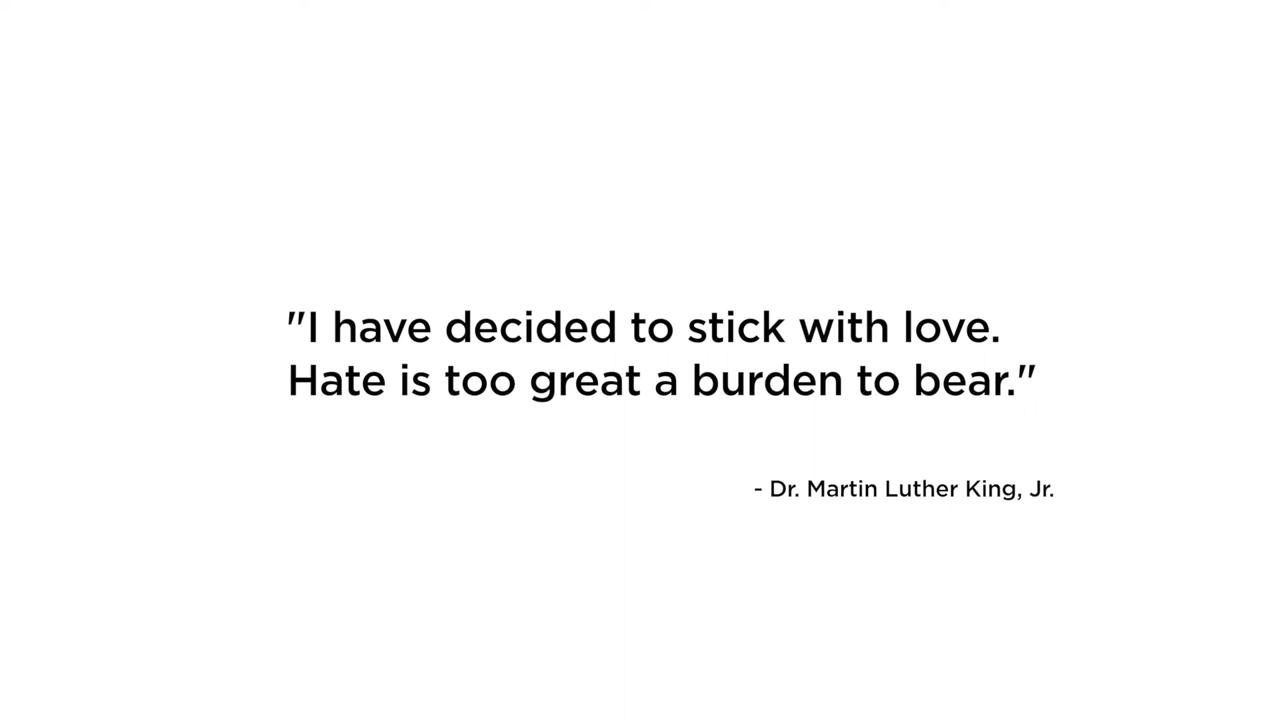 "I have decided to stick with love.
Hate is too great a burden to bear."
- Dr. Martin Luther King, Jr.